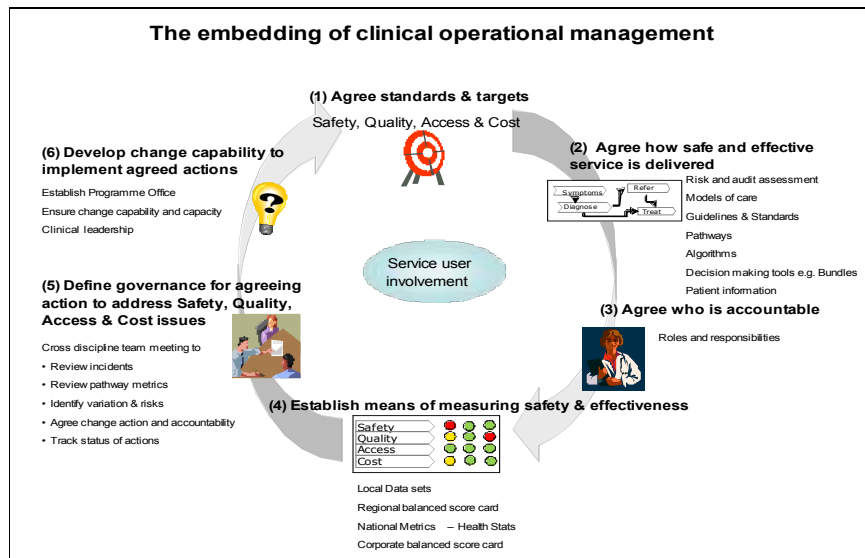 The embedding of clinical operational management
(1) Agree standards & targets
Safety, Quality, Access & Cost
(2) Agree how safe and effective
service is delivered
Symptoms
Diagnose
Refer
Treat
Risk and audit assessment
Models of care
Guidelines & Standards
Pathways
Algorithms
Decision making tools e.g. Bundles
Patient information
(3) Agree who is accountable
Roles and responsibilities
(4) Establish means of measuring safety & effectiveness
Safety
Quality
Access
Cost
Local Data sets
Regional balanced score card
National Metrics – Health Stats
Corporate balanced score card
(5) Define governance for agreeing
action to address Safety, Quality,
Access & Cost issues
Cross discipline team meeting to
• Review incidents
• Review pathway metrics
• Identify variation & risks
• Agree change action and accountability
• Track status of actions
(6) Develop change capability to
implement agreed actions
Establish Programme Office
Ensure change capability and capacity
Clinical leadership
?
Service user
involvement